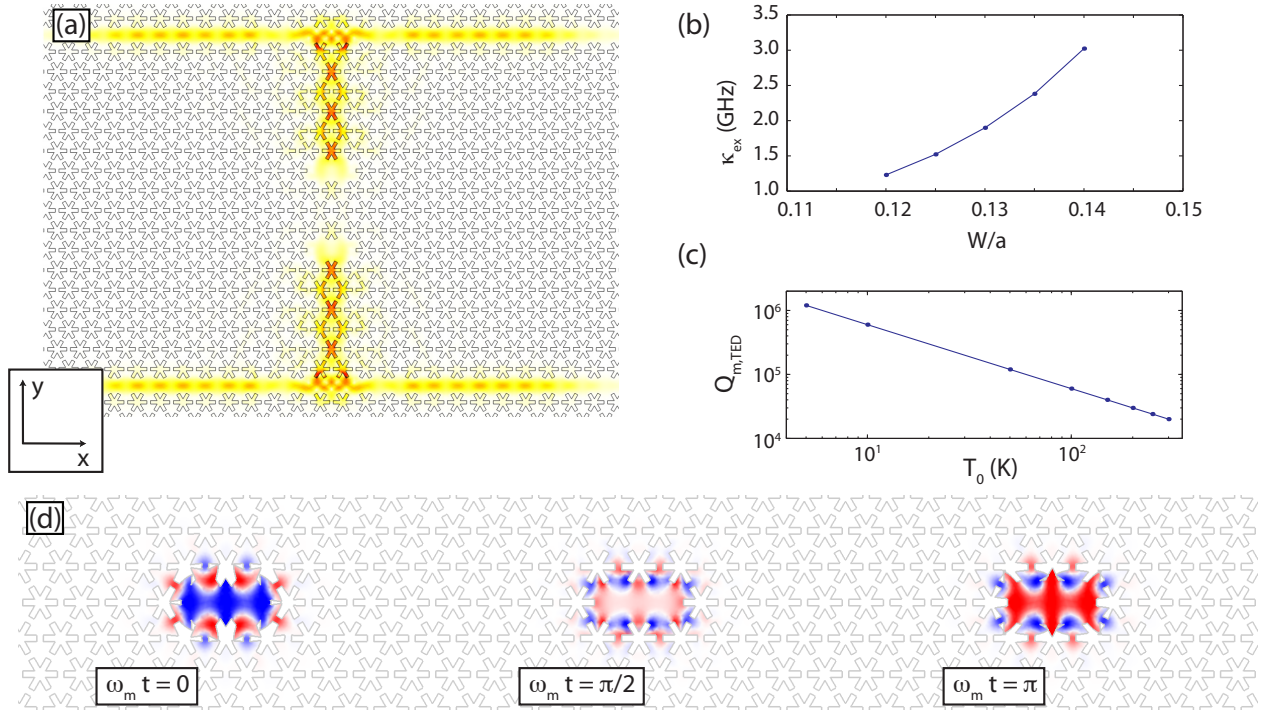 (a)
y
x
(b)
κex (GHz)
3.5
3.0
2.5
2.0
1.5
1.0
0.11
0.12
0.13
0.14
0.15
W/a
(c)
Qm,TED
10^6
10^5
10^4
10^1
10^2
T0 (K)
(d)
ωm t = 0
ωm t = π/2
ωm t = π